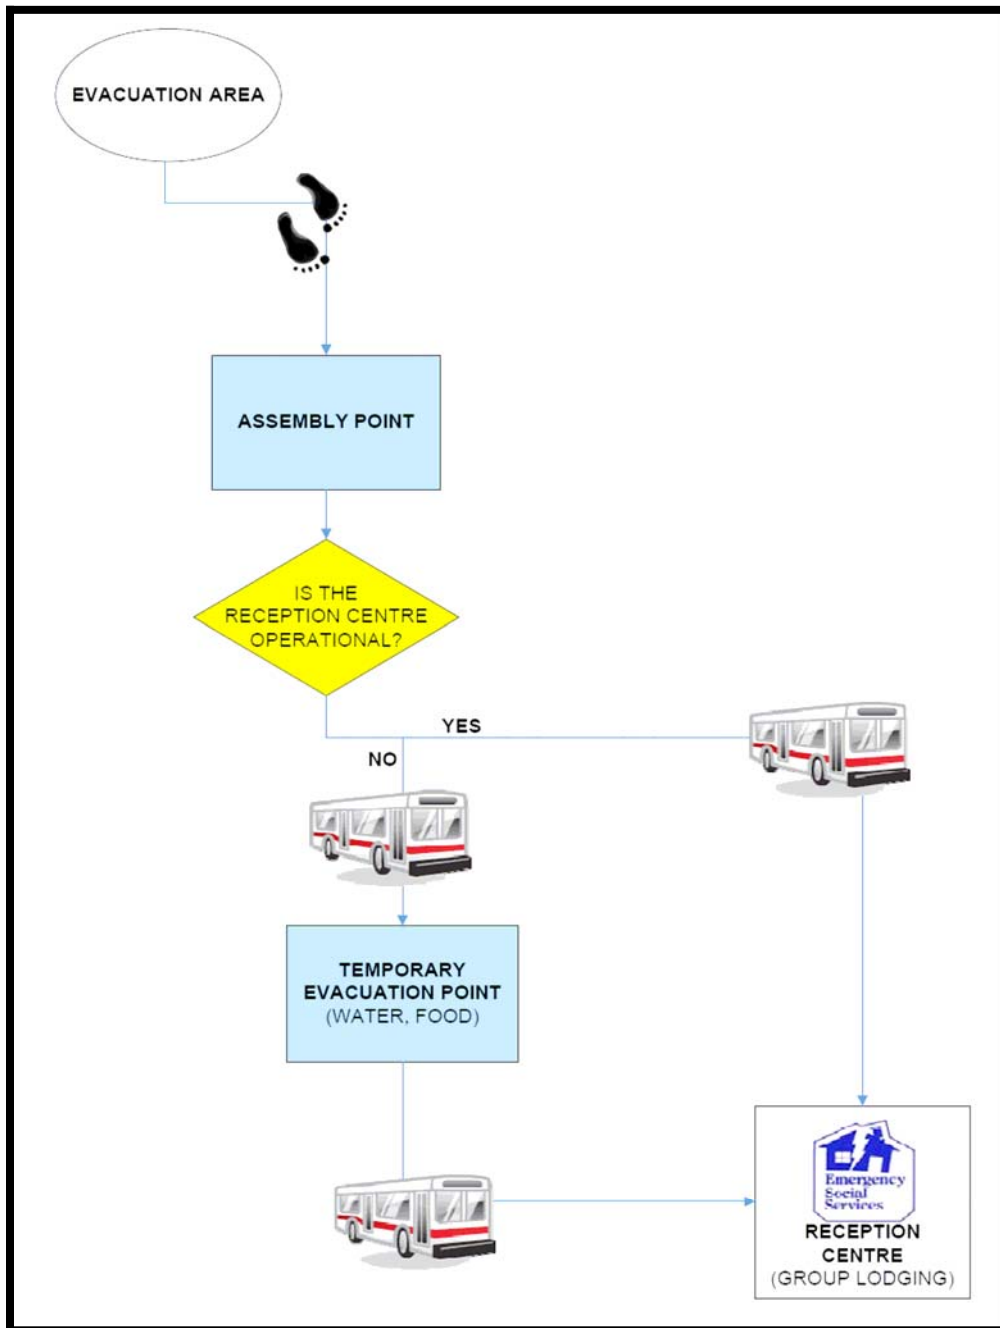 EVACUATION AREA
ASSEMBLY POINT
IS THE
RECEPTION CENTRE
OPERATIONAL?
YES
NO
TEMPORARY
EVACUATION POINT
(WATER, FOOD)
Emergency
Social
Services
RECEPTION
CENTRE
(GROUP LODGING)